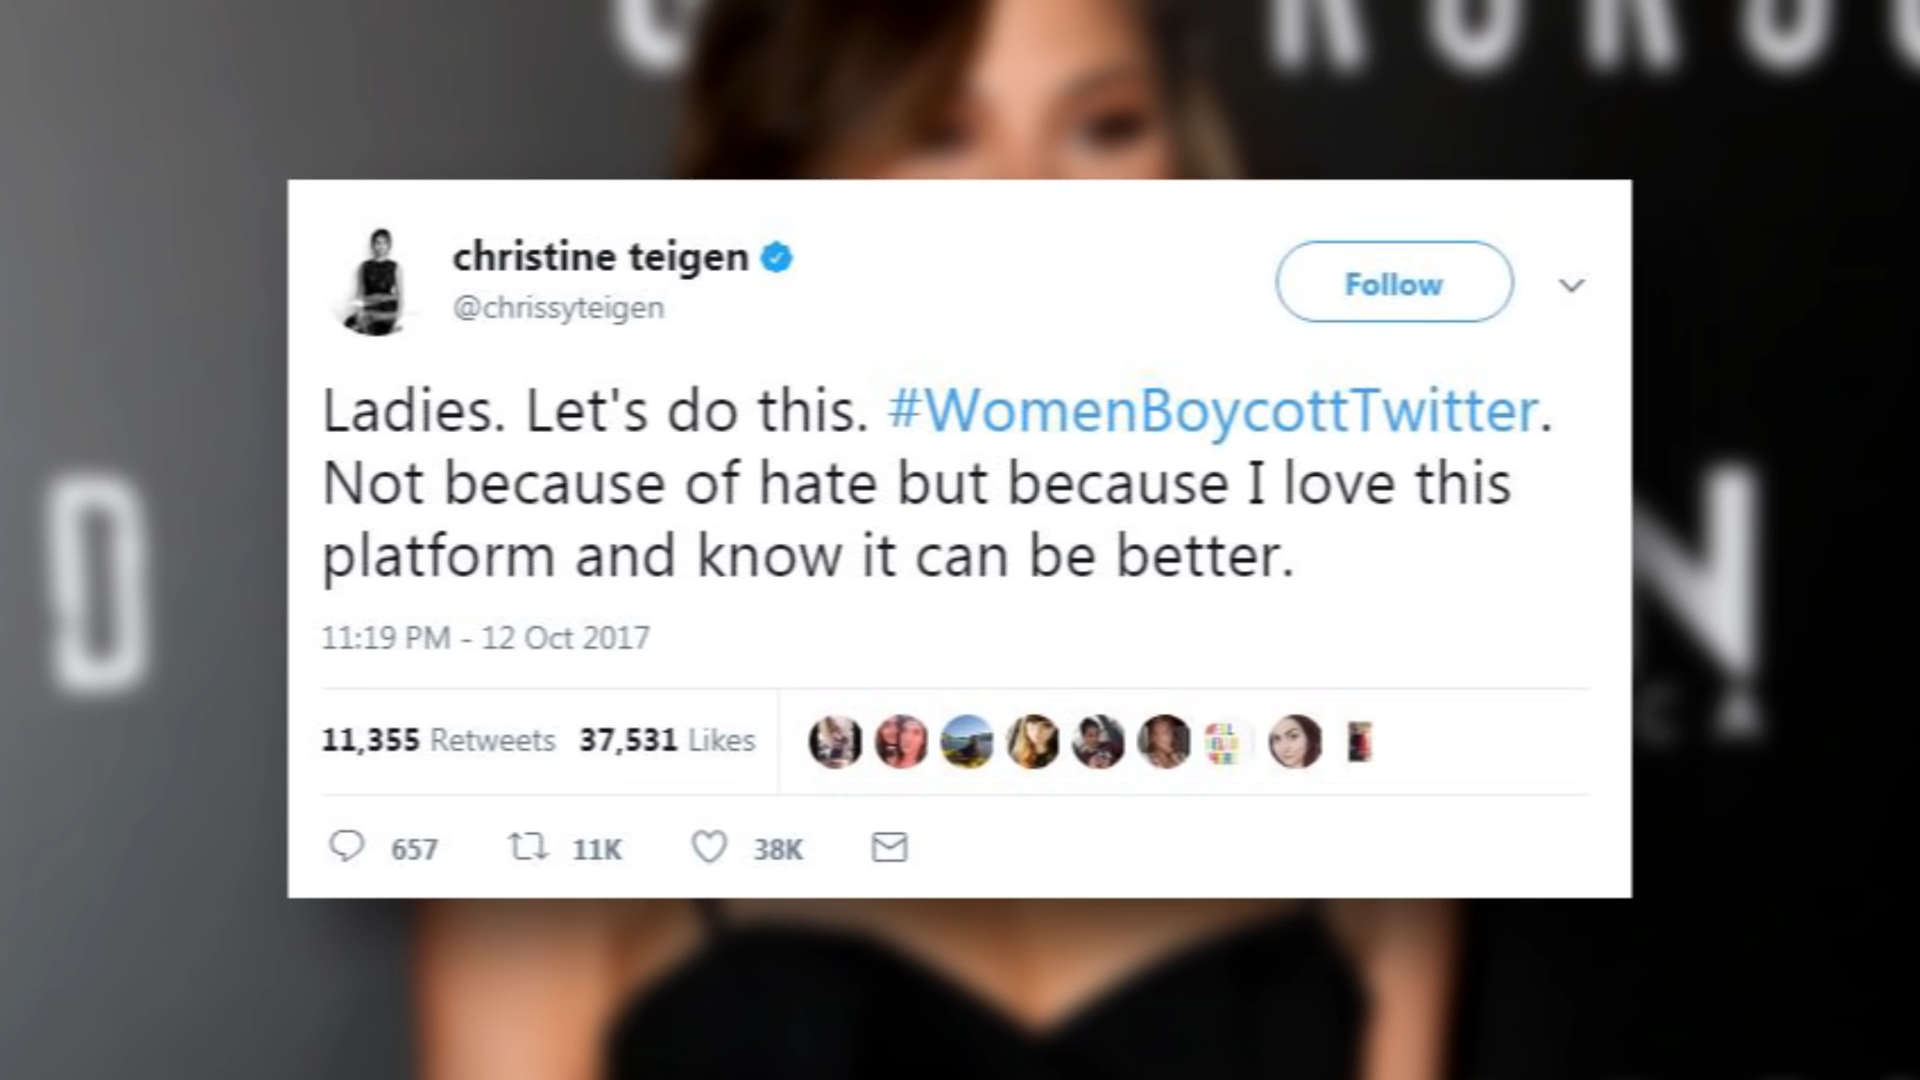 christine teigen
@chrissyteigen
Follow
Ladies. Let's do this. #WomenBoycottTwitter.
Not because of hate but because I love this
platform and know it can be better.
11:19 PM - 12 Oct 2017
11,355 Retweets 37,531 Likes
657 11K 38K